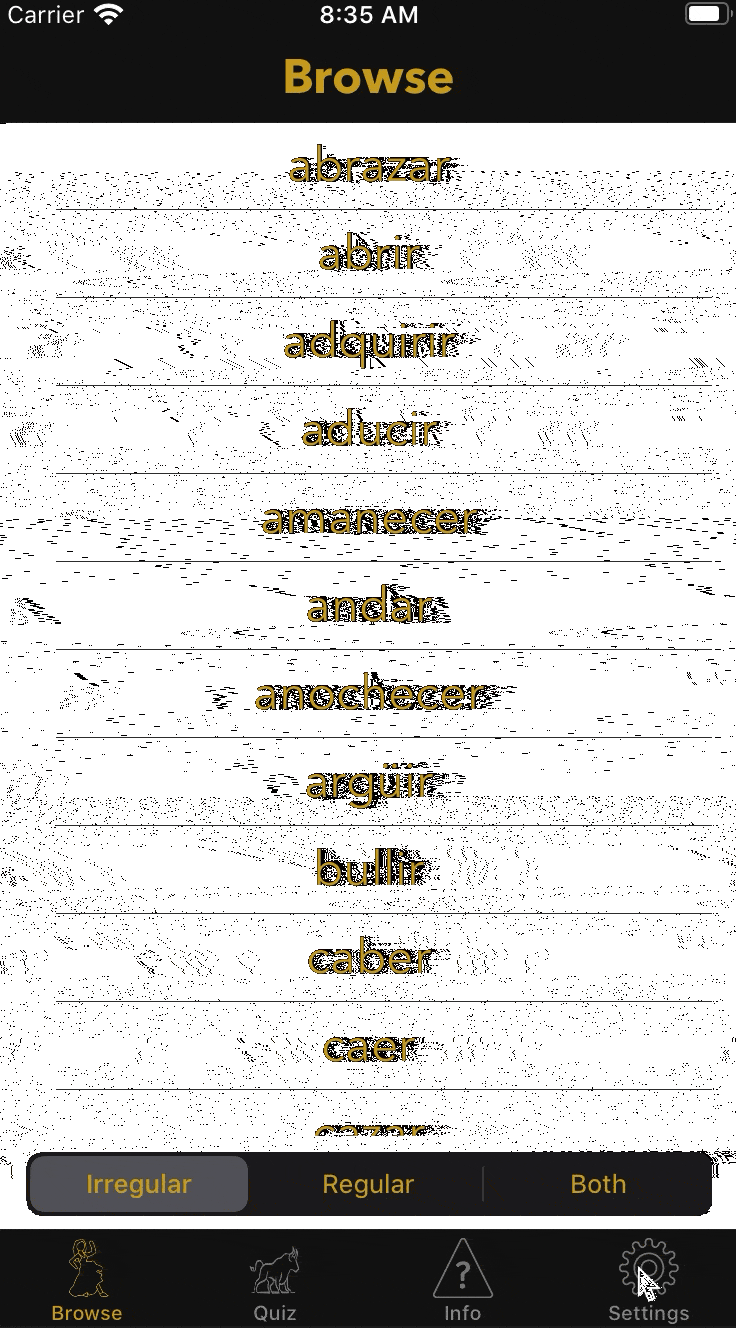 Carrier 8:35 AM
Browse
abrazar
abrir
adquirir
aducir
amanecer
andar
anochecer
argüir
bullir
caber
caer
cazar
Irregular Regular Both
?
Browse Quiz Info Settings